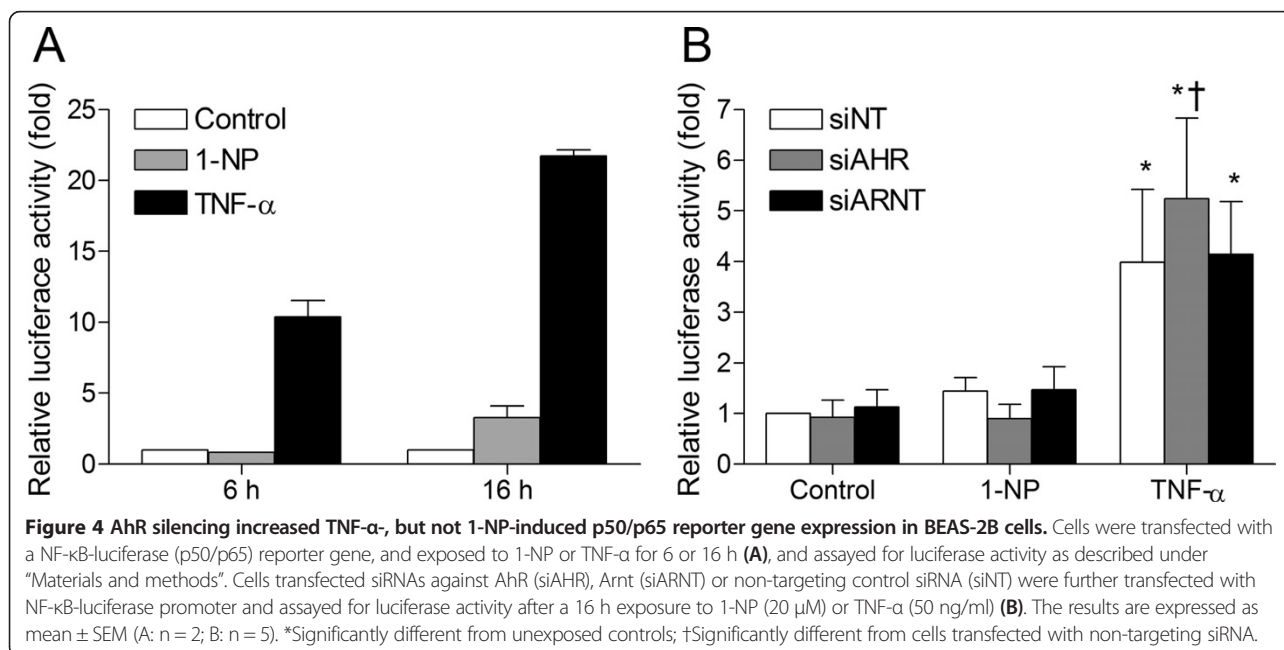 A
Relative luciferace activity (fold)
25
20
15
10
5
0
Control
1-NP
TNF-α
6 h
16 h
B
Relative luciferase activity (fold)
7
6
5
4
3
2
1
0
siNT
siAHR
siARNT
*
*†
*
Control
1-NP
TNF-α
Figure 4 AhR silencing increased TNF-α-, but not 1-NP-induced p50/p65 reporter gene expression in BEAS-2B cells. Cells were transfected with
a NF-κB-luciferase (p50/p65) reporter gene, and exposed to 1-NP or TNF-α for 6 or 16 h (A), and assayed for luciferase activity as described under
"Materials and methods". Cells transfected siRNAs against AhR (siAHR), Arnt (siARNT) or non-targeting control siRNA (siNT) were further transfected with
NF-κB-luciferase promoter and assayed for luciferase activity after a 16 h exposure to 1-NP (20 μM) or TNF-α (50 ng/ml) (B). The results are expressed as
mean ± SEM (A: n = 2; B: n = 5). *Significantly different from unexposed controls; †Significantly different from cells transfected with non-targeting siRNA.